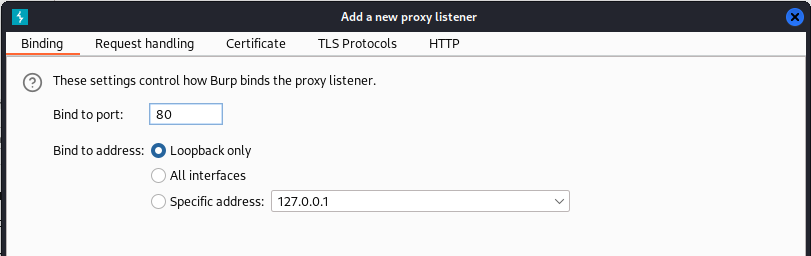 Add a new proxy listener
Binding Request handling Certificate TLS Protocols HTTP
These settings control how Burp binds the proxy listener.
Bind to port: 80
Bind to address: Loopback only
All interfaces
Specific address: 127.0.0.1